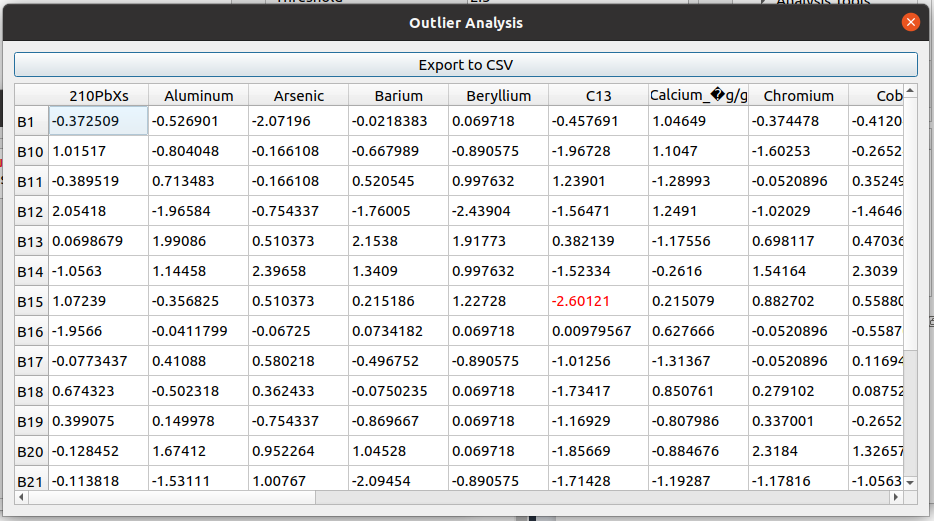 Outlier Analysis
Export to CSV
210PbXs Aluminum Arsenic Barium Beryllium C13 Calcium_�g/g Chromium Cob
B1 -0.372509 -0.526901 -2.07196 -0.0218383 0.069718 -0.457691 1.04649 -0.374478 -0.4120
B10 1.01517 -0.804048 -0.166108 -0.667989 -0.890575 -1.96728 1.1047 -1.60253 -0.2652
B11 -0.389519 0.713483 -0.166108 0.520545 0.997632 1.23901 -1.28993 -0.0520896 0.35249
B12 2.05418 -1.96584 -0.754337 -1.76005 -2.43904 -1.56471 1.2491 -1.02029 -1.4646
B13 0.0698679 1.99086 0.510373 2.1538 1.91773 0.382139 -1.17556 0.698117 0.47036
B14 -1.0563 1.14458 2.39658 1.3409 0.997632 -1.52334 -0.2616 1.54164 2.3039
B15 1.07239 -0.356825 0.510373 0.215186 1.22728 -2.60121 0.215079 0.882702 0.55880
B16 -1.9566 -0.0411799 -0.06725 0.0734182 0.069718 0.00979567 0.627666 -0.0520896 -0.5587
B17 -0.0773437 0.41088 0.580218 -0.496752 -0.890575 -1.01256 -1.31367 -0.0520896 0.11694
B18 0.674323 -0.502318 0.362433 -0.0750235 0.069718 -1.73417 0.850761 0.279102 0.08752
B19 0.399075 0.149978 -0.754337 -0.869667 0.069718 -1.16929 -0.807986 0.337001 -0.2652
B20 -0.128452 1.67412 0.952264 1.04528 0.069718 -1.85669 -0.884676 2.3184 1.32657
B21 -0.113818 -1.53111 1.00767 -2.09454 -0.890575 -1.71428 -1.19287 -1.17816 -1.0563